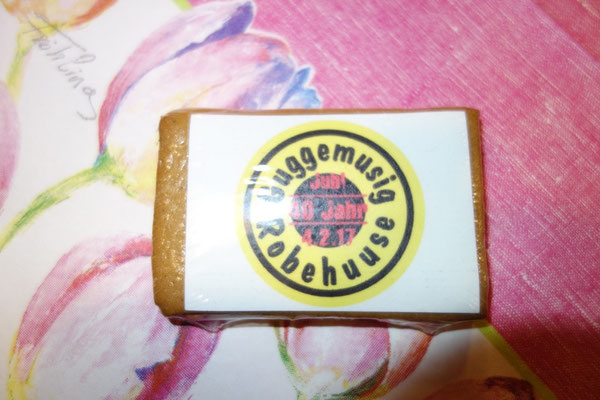 Frühling
Guggemusig
Jubi
30 Jahr
4.2.17
Robehuuse